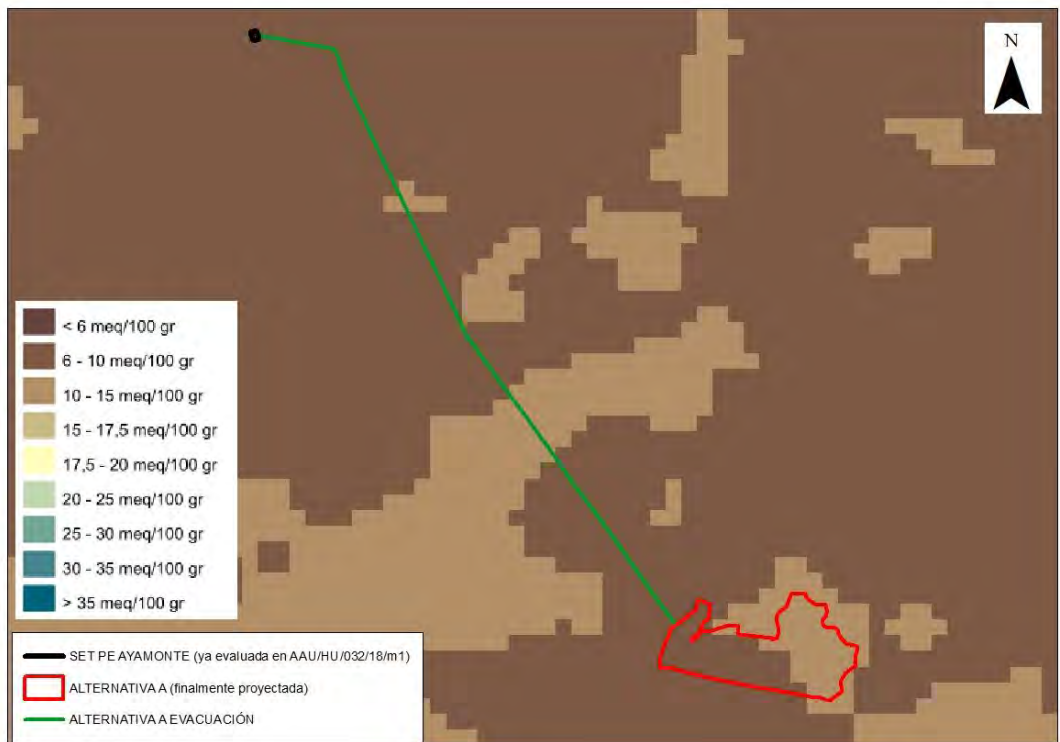 N
< 6 meq/100 gr
6 - 10 meq/100 gr
10 - 15 meq/100 gr
15 - 17,5 meq/100 gr
17,5 - 20 meq/100 gr
20 - 25 meq/100 gr
25 - 30 meq/100 gr
30 - 35 meq/100 gr
> 35 meq/100 gr
SET PE AYAMONTE (ya evaluada en AAU/HU/032/18/m1)
ALTERNATIVA A (finalmente proyectada)
ALTERNATIVA A EVACUACIÓN